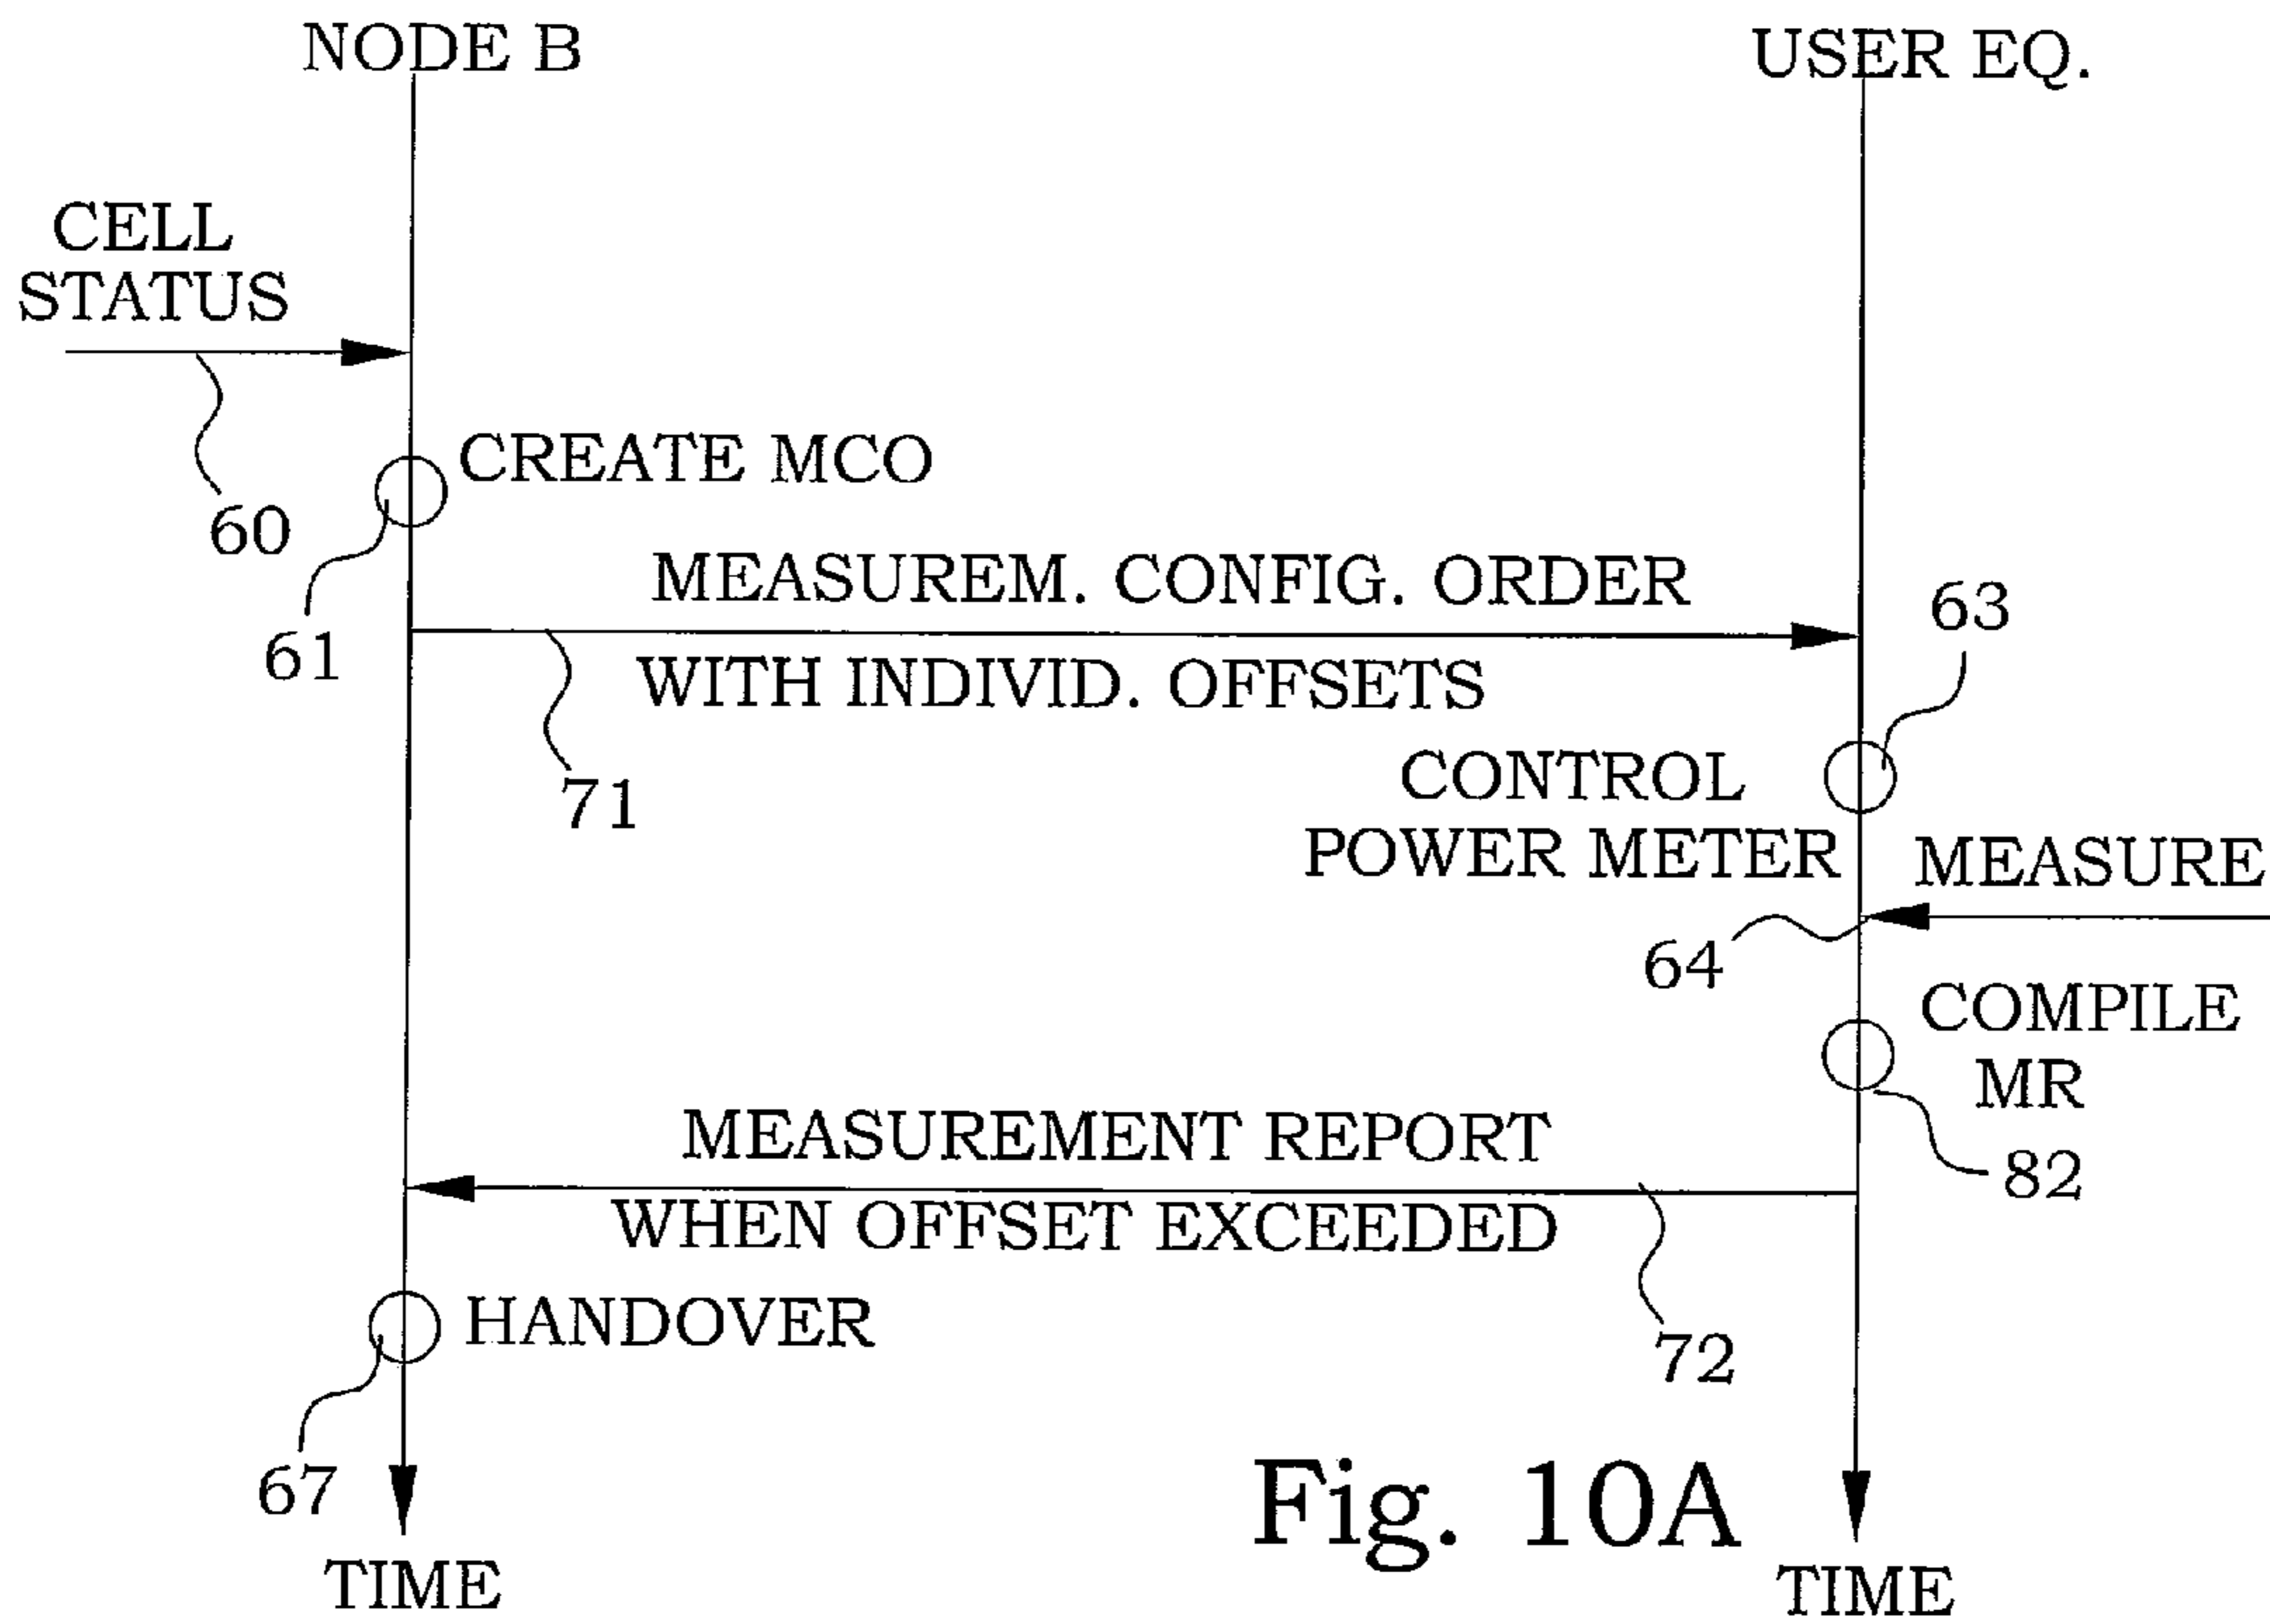 NODE B
USER EQ.
CELL
STATUS
60
CREATE MCO
61
MEASUREM. CONFIG. ORDER
WITH INDIVID. OFFSETS
71
63
CONTROL
POWER METER
MEASURE
64
COMPILE
MR
82
MEASUREMENT REPORT
WHEN OFFSET EXCEEDED
72
HANDOVER
67
TIME
TIME
Fig. 10A